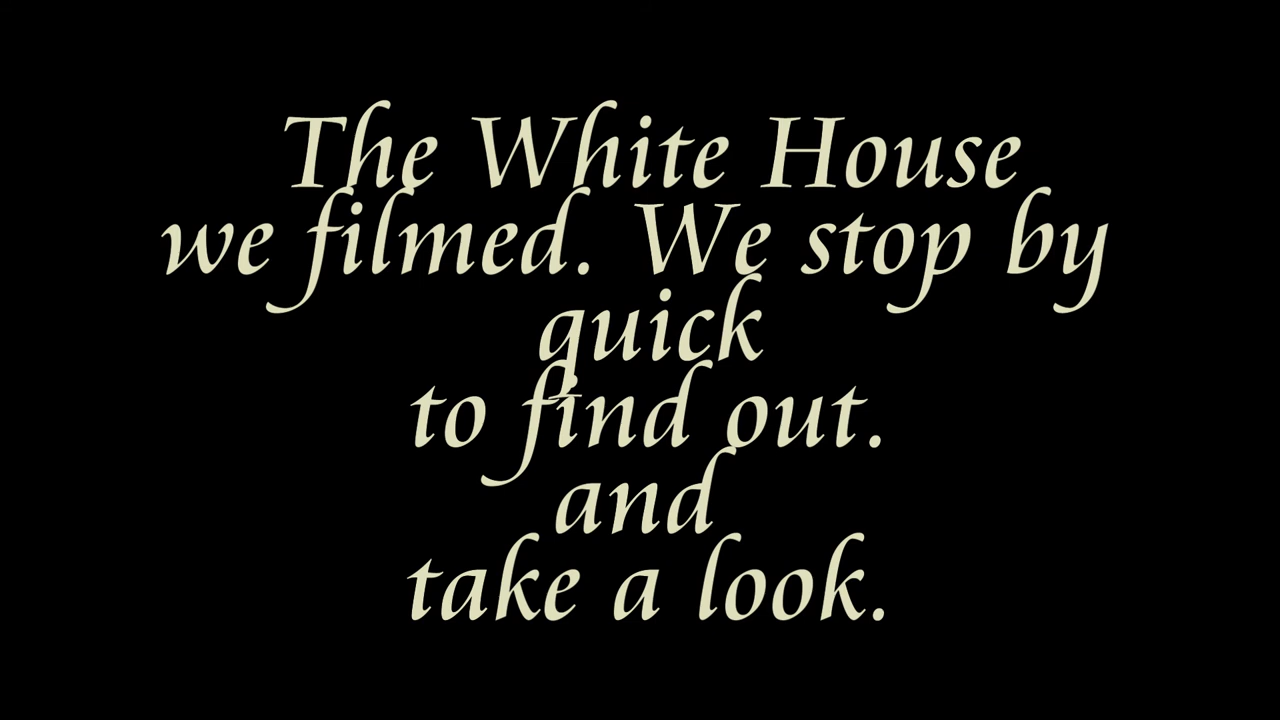 The White House
we filmed. We stop by
quick
to find out.
and
take a look.